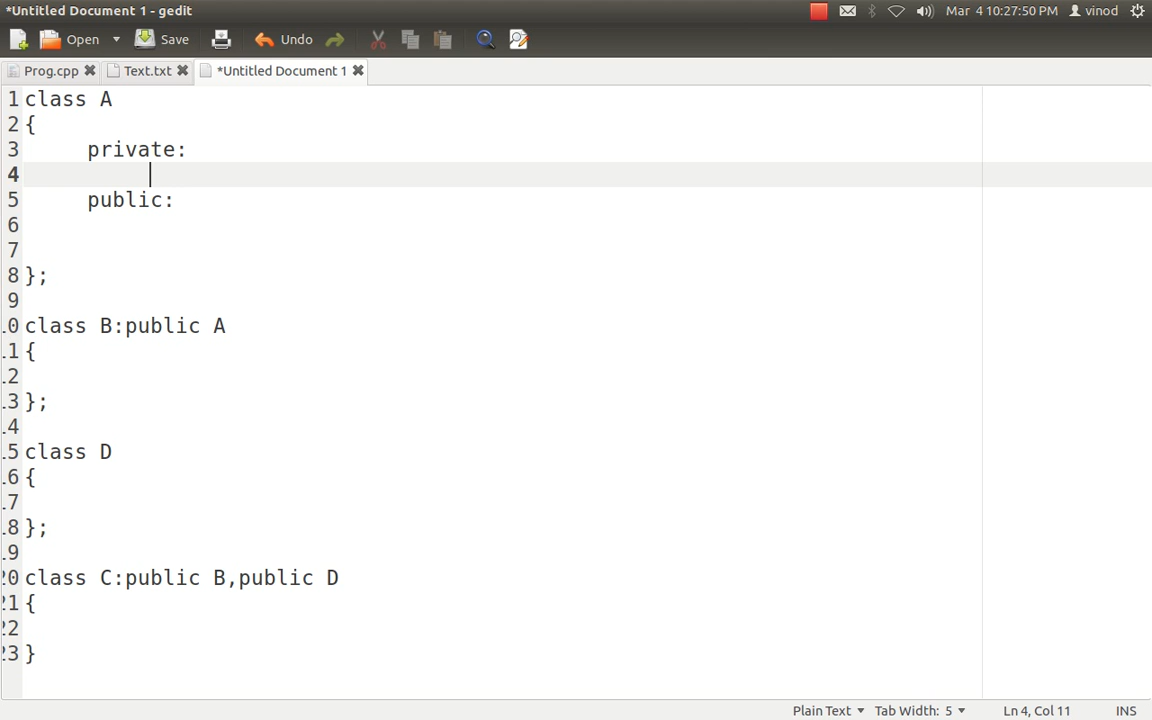 *Untitled Document 1 - gedit
Mar 4 10:27:50 PM vinod
Open Save Undo
Prog.cpp Text.txt *Untitled Document 1
1 class A
2 {
3 private:
4
5 public:
6
7
8 };
9
10 class B:public A
11 {
12
13 };
14
15 class D
16 {
17
18 };
19
20 class C:public B,public D
21 {
22
23 }
Plain Text Tab Width: 5 Ln 4, Col 11 INS